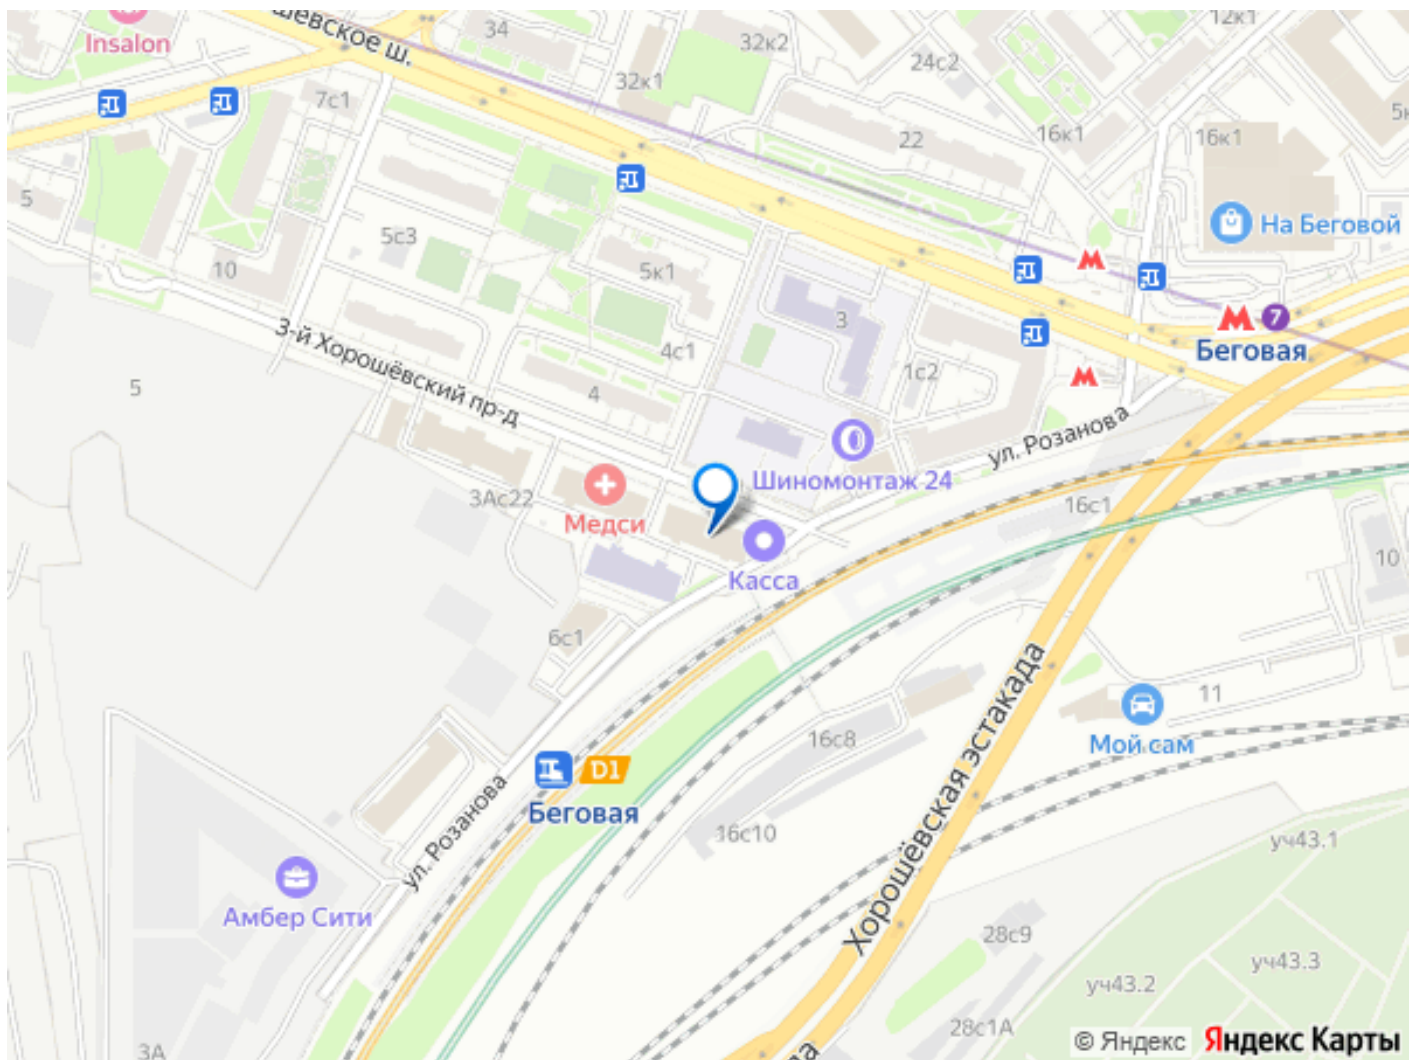 Insalon
34
шёвское ш.
32к2
12к1
24с2
32к1
7с1
22
16к1
16к1
5
На Беговой
5с3
5к1
10
3
7
Беговая
3-й Хорошёвский пр-д
4с1
1с2
5
4
ул. Розанова
Шиномонтаж 24
3Ас22
Медси
16с1
Касса
10
6с1
Хорошёвская эстакада
11
16с8
Мой сам
D1
Беговая
ул. Розанова
16с10
уч43.1
Амбер Сити
28с9
уч43.3
уч43.2
28с1А
3А
да
© Яндекс Яндекс Карты